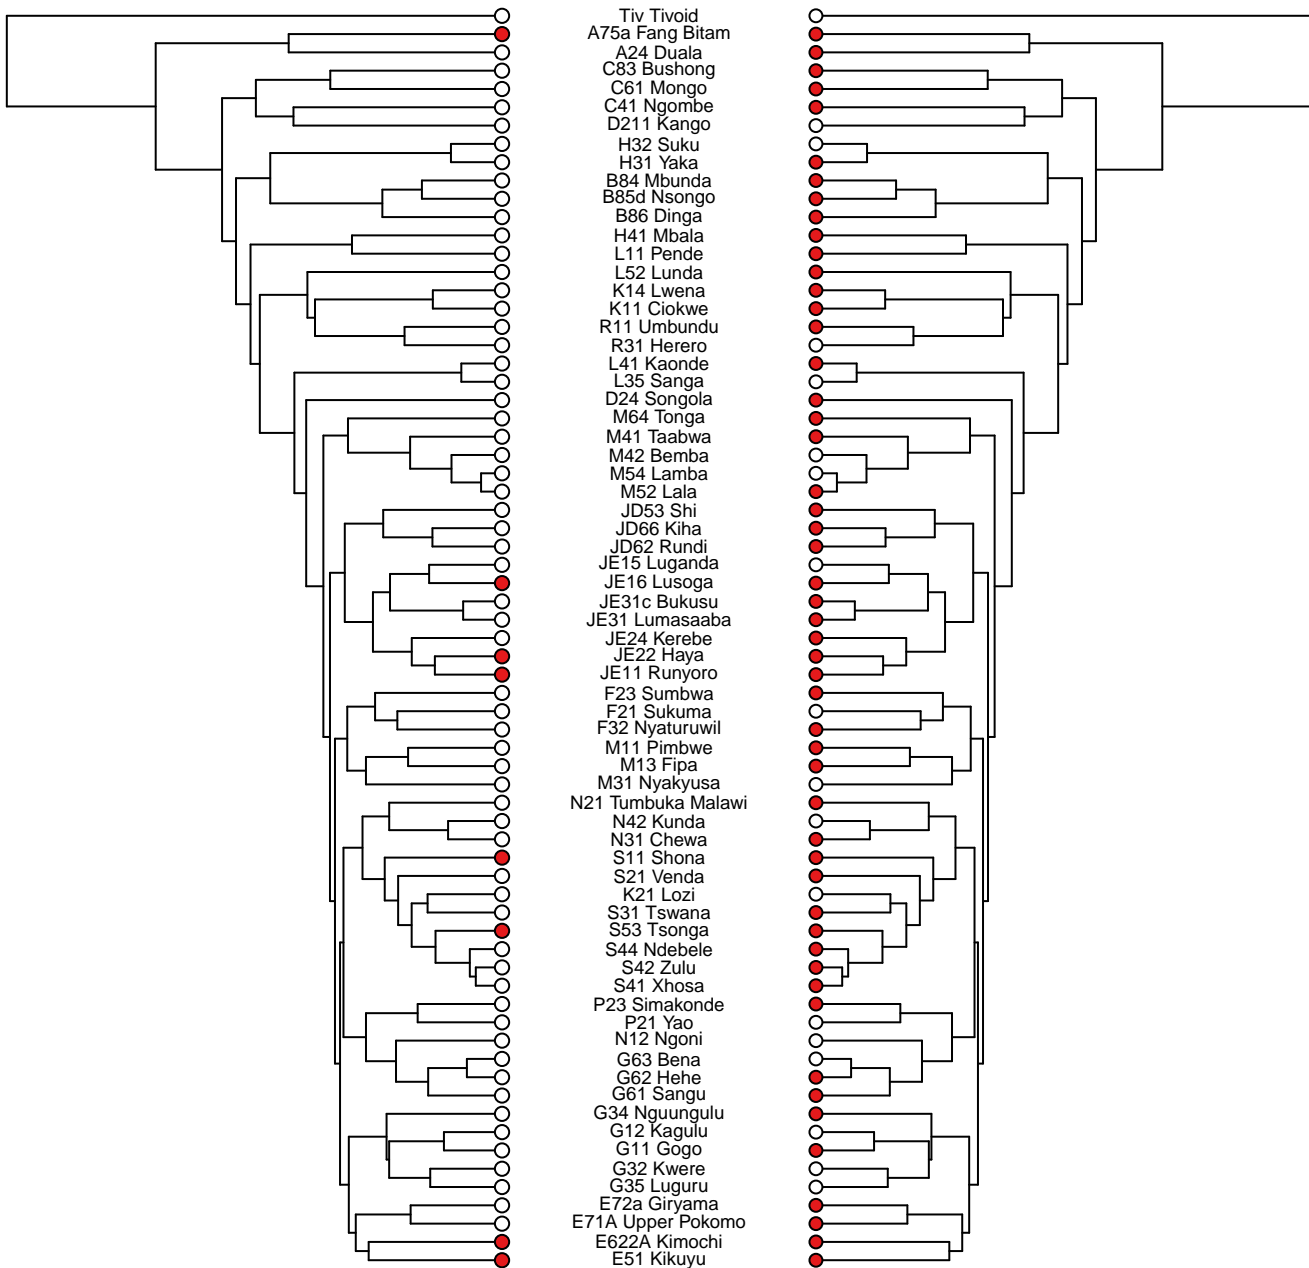 Tiv Tivoid
A75a Fang Bitam
A24 Duala
C83 Bushong
C61 Mongo
C41 Ngombe
D211 Kango
H32 Suku
H31 Yaka
B84 Mbunda
B85d Nsongo
B86 Dinga
H41 Mbala
L11 Pende
L52 Lunda
K14 Lwena
K11 Ciokwe
R11 Umbundu
R31 Herero
L41 Kaonde
L35 Sanga
D24 Songola
M64 Tonga
M41 Taabwa
M42 Bemba
M54 Lamba
M52 Lala
JD53 Shi
JD66 Kiha
JD62 Rundi
JE15 Luganda
JE16 Lusoga
JE31c Bukusu
JE31 Lumasaaba
JE24 Kerebe
JE22 Haya
JE11 Runyoro
F23 Sumbwa
F21 Sukuma
F32 Nyaturuwil
M11 Pimbwe
M13 Fipa
M31 Nyakyusa
N21 Tumbuka Malawi
N42 Kunda
N31 Chewa
S11 Shona
S21 Venda
K21 Lozi
S31 Tswana
S53 Tsonga
S44 Ndebele
S42 Zulu
S41 Xhosa
P23 Simakonde
P21 Yao
N12 Ngoni
G63 Bena
G62 Hehe
G61 Sangu
G34 Nguungulu
G12 Kagulu
G11 Gogo
G32 Kwere
G35 Luguru
E72a Giryama
E71A Upper Pokomo
E622A Kimochi
E51 Kikuyu